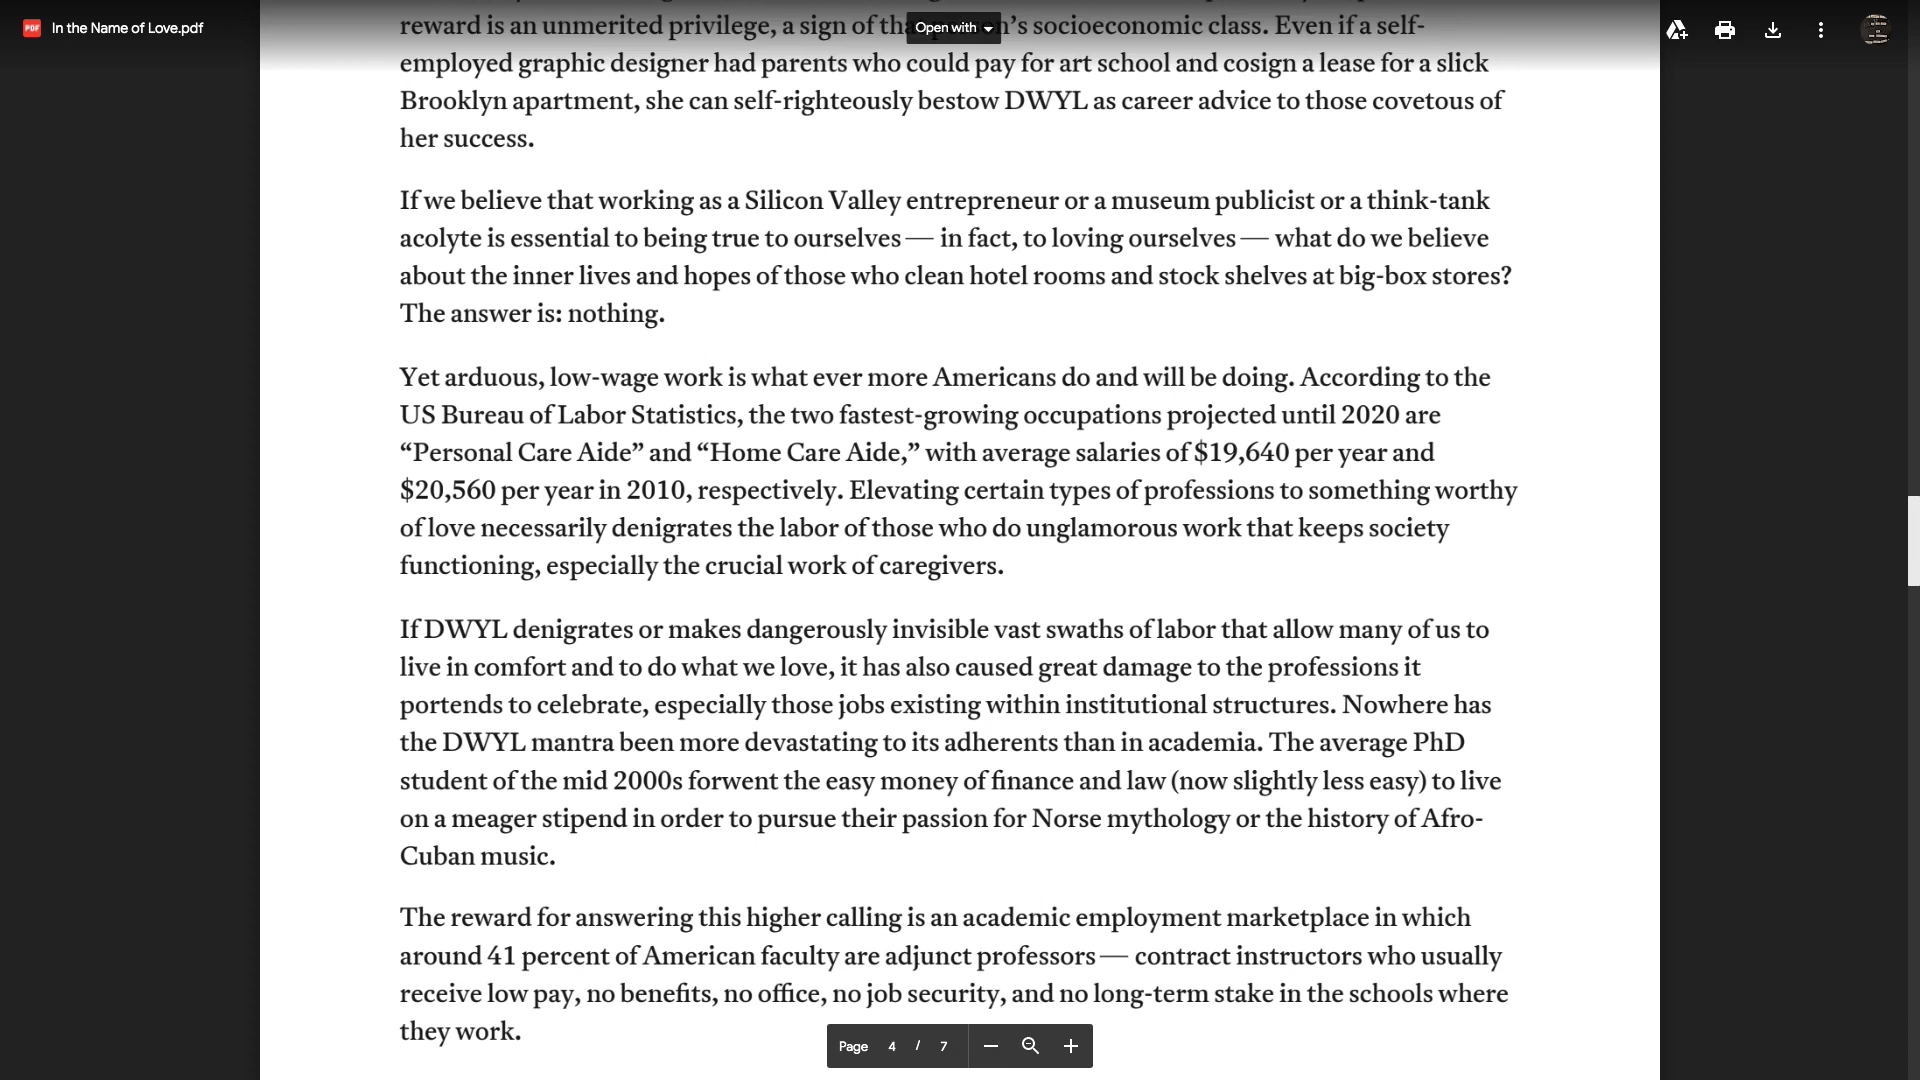 In the Name of Love.pdf
Open with
reward is an unmerited privilege, a sign of that person's socioeconomic class. Even if a self-
employed graphic designer had parents who could pay for art school and cosign a lease for a slick
Brooklyn apartment, she can self-righteously bestow DWYL as career advice to those covetous of
her success.
If we believe that working as a Silicon Valley entrepreneur or a museum publicist or a think-tank
acolyte is essential to being true to ourselves — in fact, to loving ourselves — what do we believe
about the inner lives and hopes of those who clean hotel rooms and stock shelves at big-box stores?
The answer is: nothing.
Yet arduous, low-wage work is what ever more Americans do and will be doing. According to the
US Bureau of Labor Statistics, the two fastest-growing occupations projected until 2020 are
“Personal Care Aide” and “Home Care Aide,” with average salaries of $19,640 per year and
$20,560 per year in 2010, respectively. Elevating certain types of professions to something worthy
of love necessarily denigrates the labor of those who do unglamorous work that keeps society
functioning, especially the crucial work of caregivers.
If DWYL denigrates or makes dangerously invisible vast swaths of labor that allow many of us to
live in comfort and to do what we love, it has also caused great damage to the professions it
portends to celebrate, especially those jobs existing within institutional structures. Nowhere has
the DWYL mantra been more devastating to its adherents than in academia. The average PhD
student of the mid 2000s forwent the easy money of finance and law (now slightly less easy) to live
on a meager stipend in order to pursue their passion for Norse mythology or the history of Afro-
Cuban music.
The reward for answering this higher calling is an academic employment marketplace in which
around 41 percent of American faculty are adjunct professors — contract instructors who usually
receive low pay, no benefits, no office, no job security, and no long-term stake in the schools where
they work.
Page 4 / 7